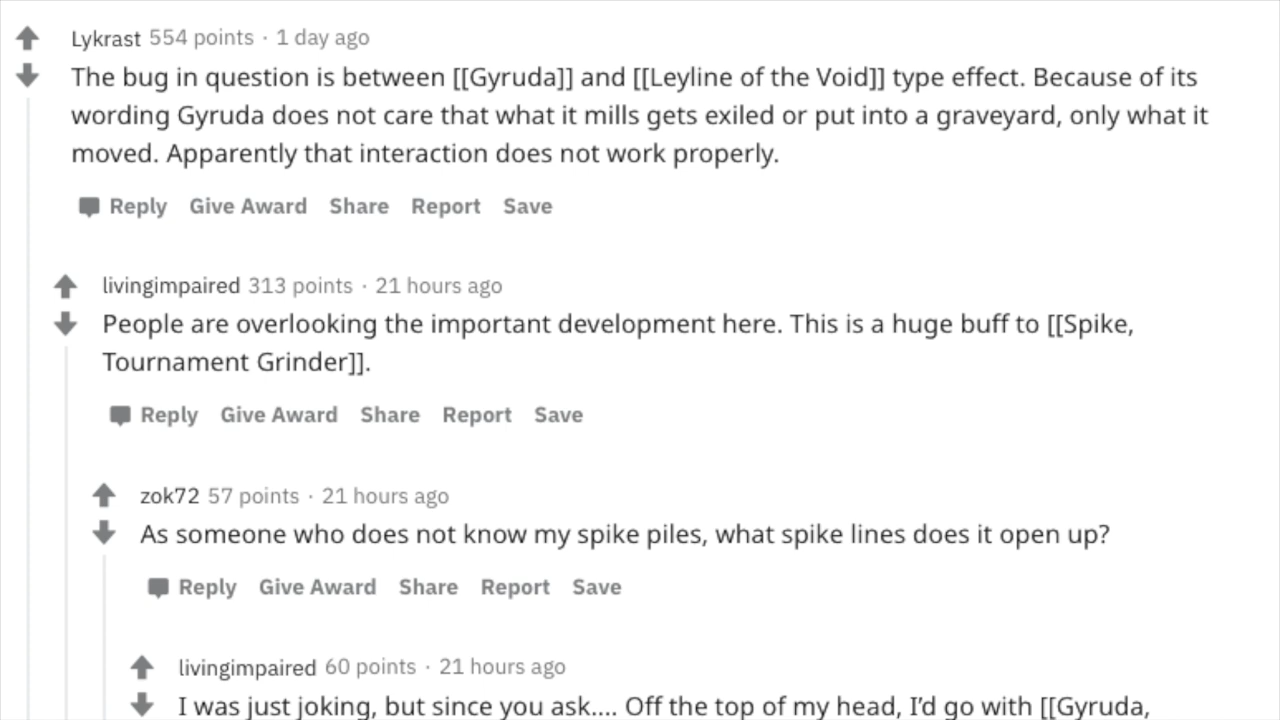 Lykrast 554 points · 1 day ago
The bug in question is between [[Gyruda]] and [[Leyline of the Void]] type effect. Because of its
wording Gyruda does not care that what it mills gets exiled or put into a graveyard, only what it
moved. Apparently that interaction does not work properly.
Reply Give Award Share Report Save
livingimpaired 313 points · 21 hours ago
People are overlooking the important development here. This is a huge buff to [[Spike,
Tournament Grinder]].
Reply Give Award Share Report Save
zok72 57 points · 21 hours ago
As someone who does not know my spike piles, what spike lines does it open up?
Reply Give Award Share Report Save
livingimpaired 60 points · 21 hours ago
I was just joking, but since you ask.... Off the top of my head, I'd go with [[Gyruda,